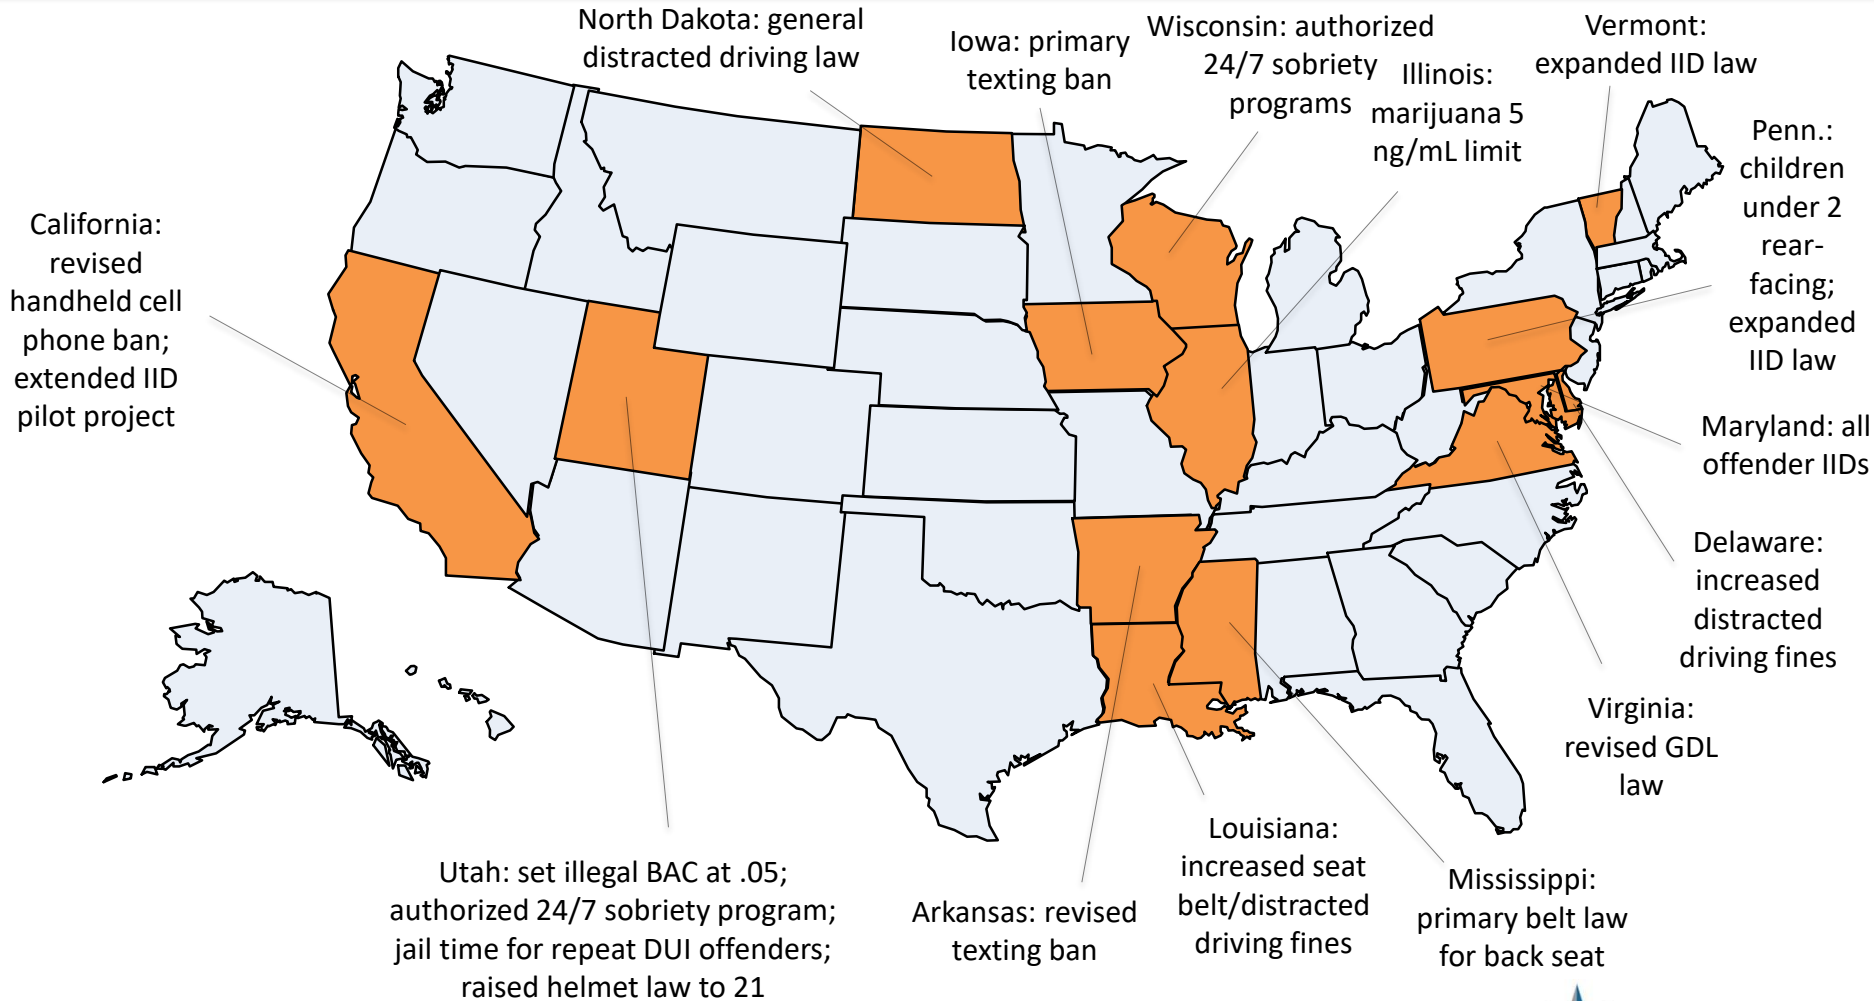 North Dakota: general
distracted driving law
Iowa: primary
texting ban
Wisconsin: authorized
24/7 sobriety
programs
Illinois:
marijuana 5
ng/mL limit
Vermont:
expanded IID law
Penn.:
children
under 2
rear-
facing;
expanded
IID law
California:
revised
handheld cell
phone ban;
extended IID
pilot project
Maryland: all
offender IIDs
Delaware:
increased
distracted
driving fines
Virginia:
revised GDL
law
Utah: set illegal BAC at .05;
authorized 24/7 sobriety program;
jail time for repeat DUI offenders;
raised helmet law to 21
Arkansas: revised
texting ban
Louisiana:
increased seat
belt/distracted
driving fines
Mississippi:
primary belt law
for back seat